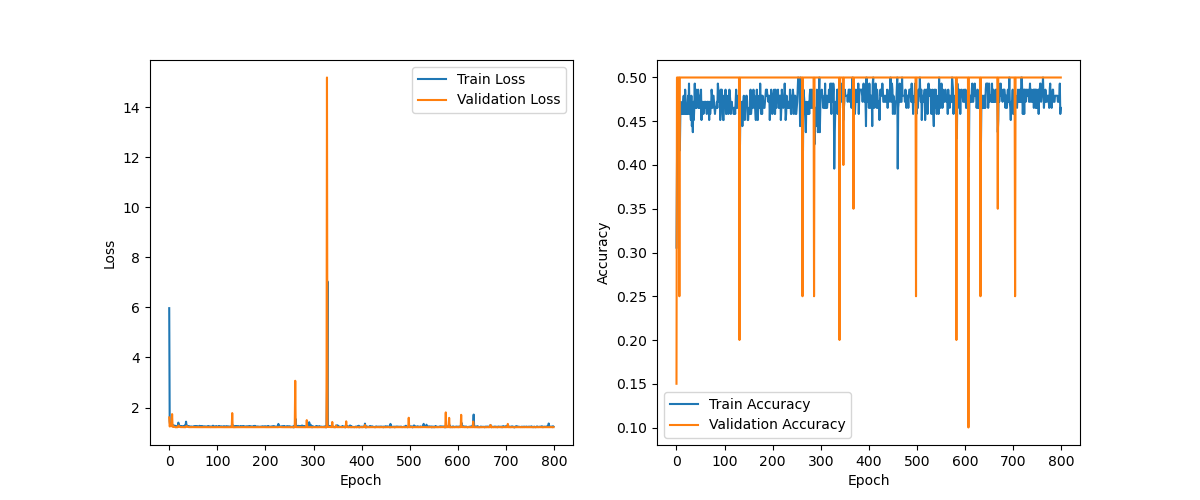 Train Loss
Validation Loss
14
12
10
8
6
4
2
0 100 200 300 400 500 600 700 800
Epoch
Loss
0.50
0.45
0.40
0.35
0.30
0.25
0.20
0.15
0.10
Train Accuracy
Validation Accuracy
0 100 200 300 400 500 600 700 800
Epoch
Accuracy